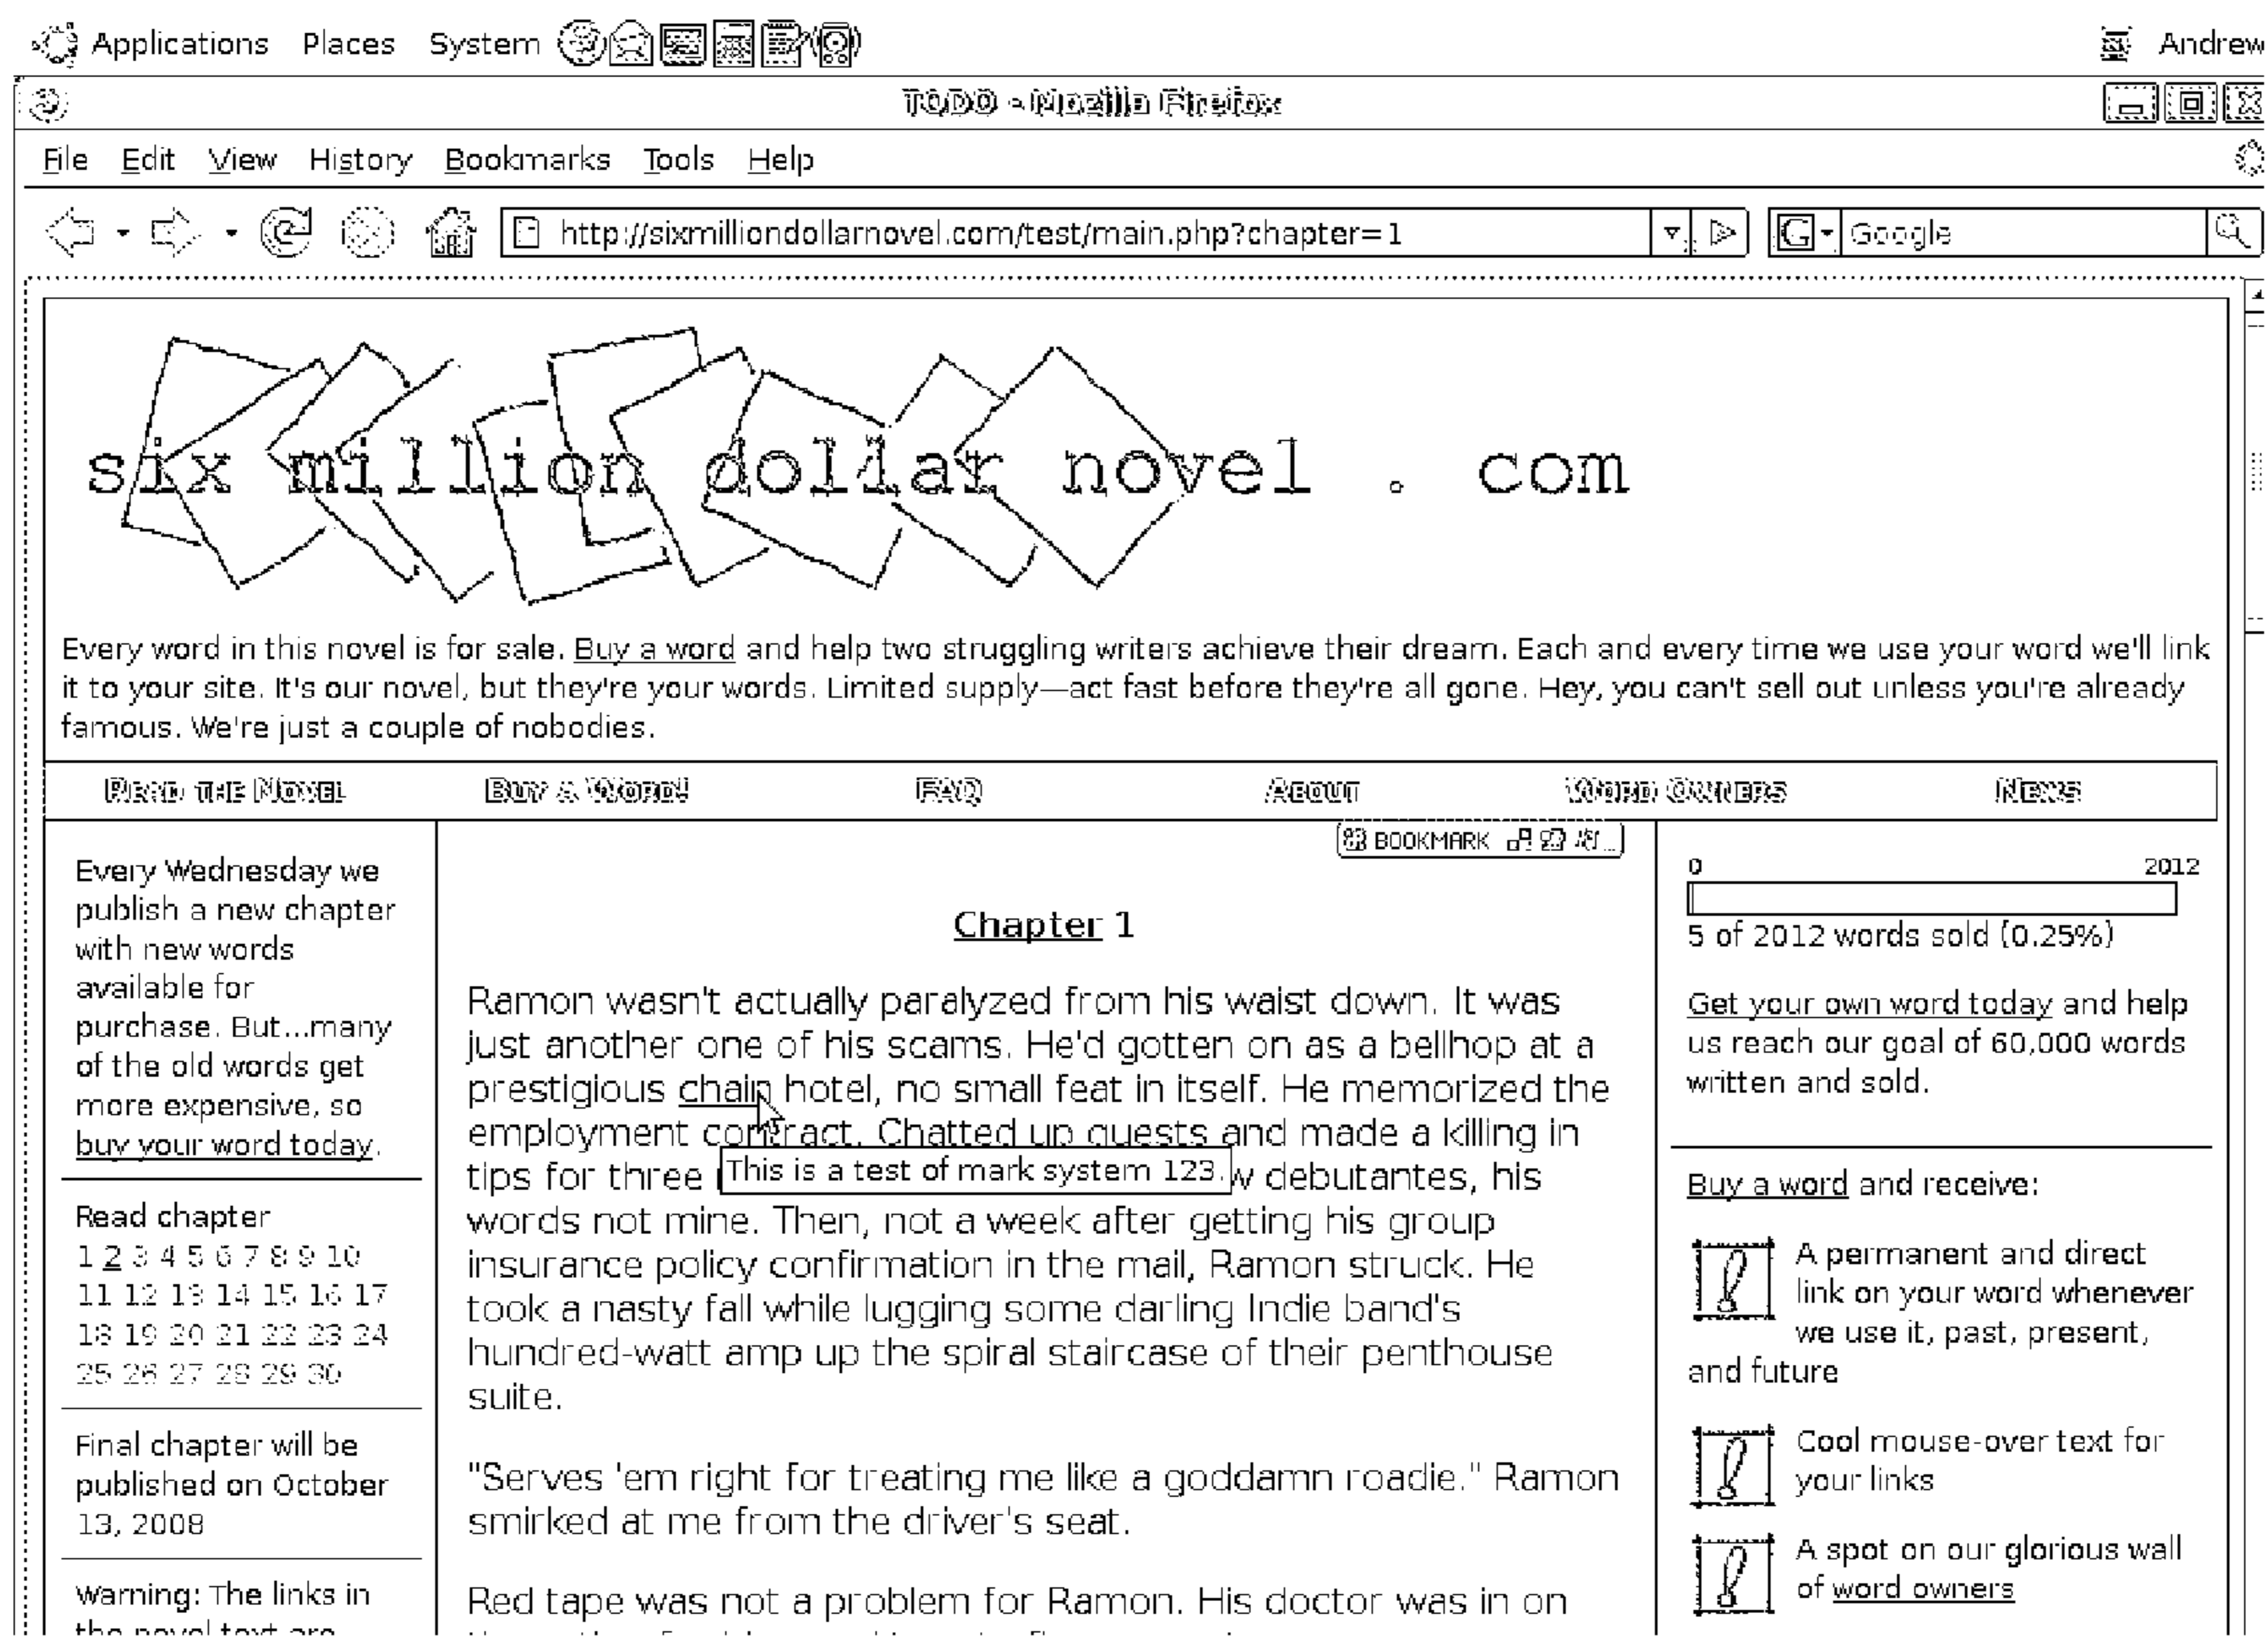 Applications Places System Andrew
TODO - Mozilla Firefox
File Edit View History Bookmarks Tools Help
http://sixmilliondollarnovel.com/test/main.php?chapter=1
G Google
six million dollar novel . com
Every word in this novel is for sale. Buy a word and help two struggling writers achieve their dream. Each and every time we use your word we'll link
it to your site. It's our novel, but they're your words. Limited supply—act fast before they're all gone. Hey, you can't sell out unless you're already
famous. We're just a couple of nobodies.
READ THE NOVEL BUY A WORD! FAQ ABOUT WORD OWNERS NEWS
Every Wednesday we
publish a new chapter
with new words
available for
purchase. But...many
of the old words get
more expensive, so
buy your word today.
Read chapter
1 2 3 4 5 6 7 8 9 10
11 12 13 14 15 16 17
18 19 20 21 22 23 24
25 26 27 28 29 30
Final chapter will be
published on October
13, 2008
Warning: The links in
the novel text are
BOOKMARK
Chapter 1
Ramon wasn't actually paralyzed from his waist down. It was
just another one of his scams. He'd gotten on as a bellhop at a
prestigious chain hotel, no small feat in itself. He memorized the
employment contract. Chatted up guests and made a killing in
tips for three debutantes, his
This is a test of mark system 123.
words not mine. Then, not a week after getting his group
insurance policy confirmation in the mail, Ramon struck. He
took a nasty fall while lugging some darling Indie band's
hundred-watt amp up the spiral staircase of their penthouse
suite.
"Serves 'em right for treating me like a goddamn roadie." Ramon
smirked at me from the driver's seat.
Red tape was not a problem for Ramon. His doctor was in on
0 2012
5 of 2012 words sold (0.25%)
Get your own word today and help
us reach our goal of 60,000 words
written and sold.
Buy a word and receive:
A permanent and direct
link on your word whenever
we use it, past, present,
and future
Cool mouse-over text for
your links
A spot on our glorious wall
of word owners